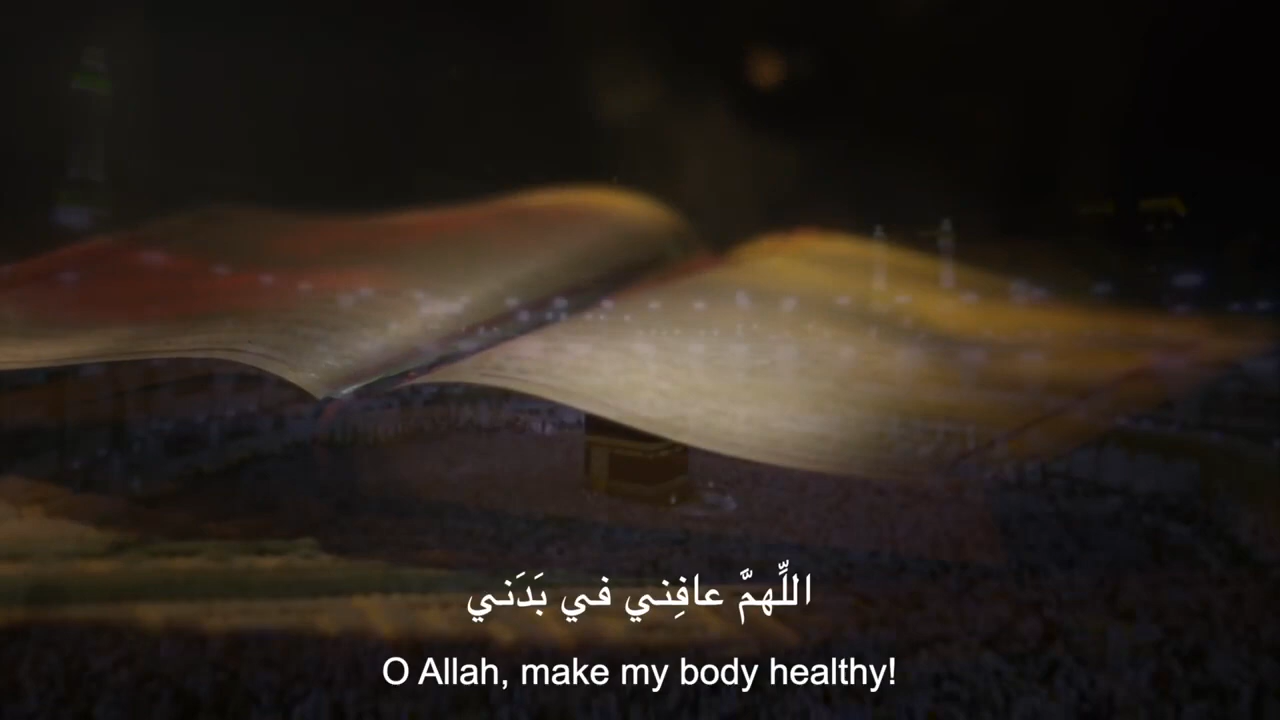 اللِّهمَّ عافِني في بَدَني
O Allah, make my body healthy!